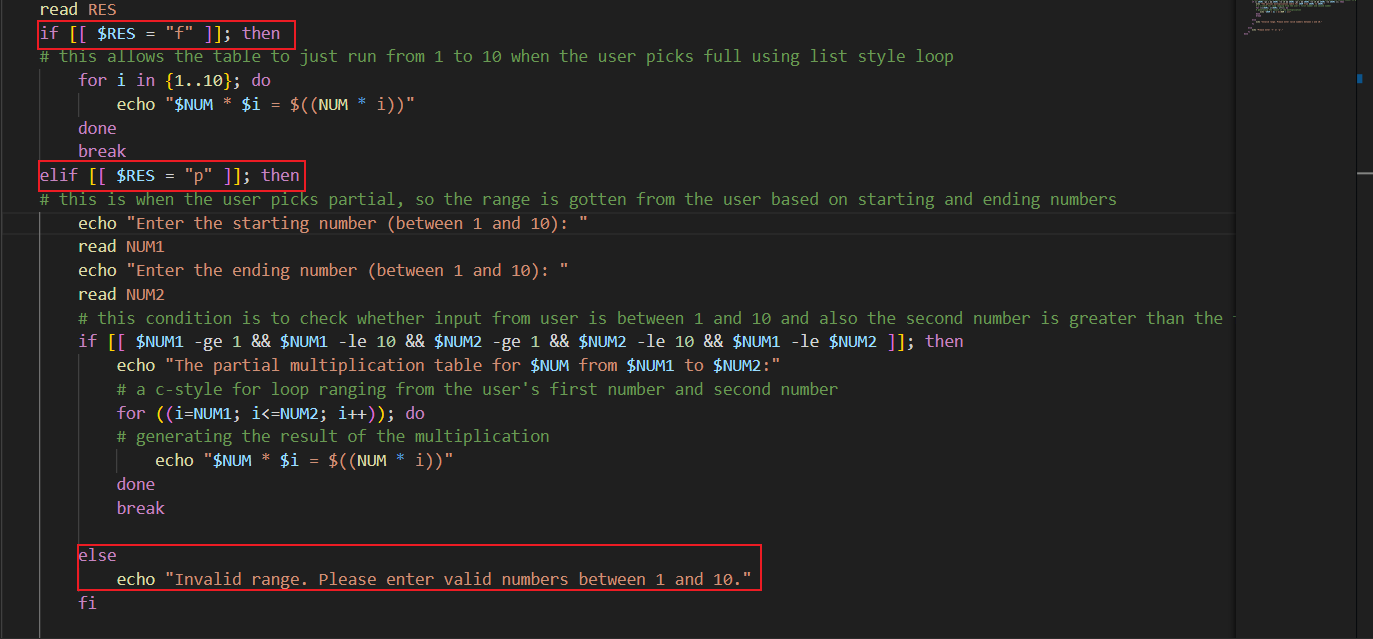 read RES
if [[ $RES = "f" ]]; then
# this allows the table to just run from 1 to 10 when the user picks full using list style loop
    for i in {1..10}; do
        echo "$NUM * $i = $((NUM * i))"
    done
    break
elif [[ $RES = "p" ]]; then
# this is when the user picks partial, so the range is gotten from the user based on starting and ending numbers
    echo "Enter the starting number (between 1 and 10): "
    read NUM1
    echo "Enter the ending number (between 1 and 10): "
    read NUM2
    # this condition is to check whether input from user is between 1 and 10 and also the second number is greater than the
    if [[ $NUM1 -ge 1 && $NUM1 -le 10 && $NUM2 -ge 1 && $NUM2 -le 10 && $NUM1 -le $NUM2 ]]; then
        echo "The partial multiplication table for $NUM from $NUM1 to $NUM2:"
        # a c-style for loop ranging from the user's first number and second number
        for ((i=NUM1; i<=NUM2; i++)); do
        # generating the result of the multiplication
            echo "$NUM * $i = $((NUM * i))"
        done
        break
    else
        echo "Invalid range. Please enter valid numbers between 1 and 10."
    fi